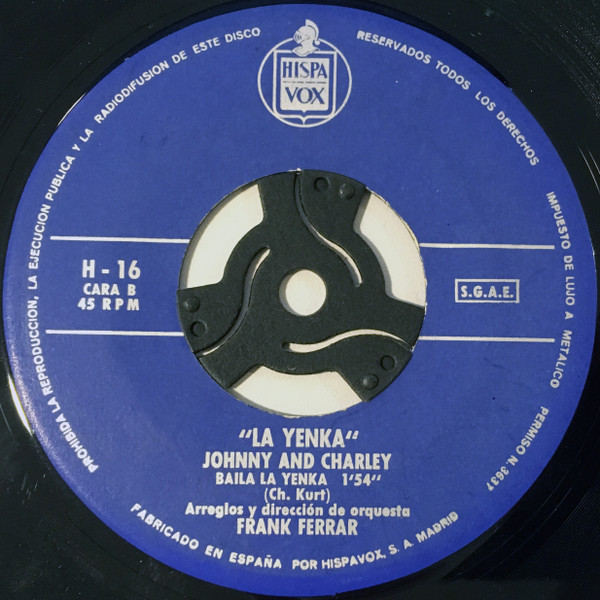 PROHIBIDA LA REPRODUCCION, LA EJECUCION PUBLICA Y LA RADIODIFUSION DE ESTE DISCO
HISPA
VOX
RESERVADOS TODOS LOS DERECHOS
IMPUESTO DE LUJO A METALICO PERMISO N. 3637
H - 16
CARA B
45 RPM
S.G.A.E.
"LA YENKA"
JOHNNY AND CHARLEY
BAILA LA YENKA 1'54"
(Ch. Kurt)
Arreglos y dirección de orquesta
FRANK FERRAR
FABRICADO EN ESPAÑA POR HISPAVOX, S. A. MADRID